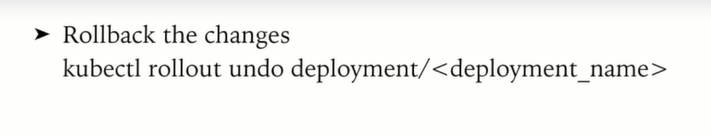 ➤ Rollback the changes
kubectl rollout undo deployment/<deployment_name>